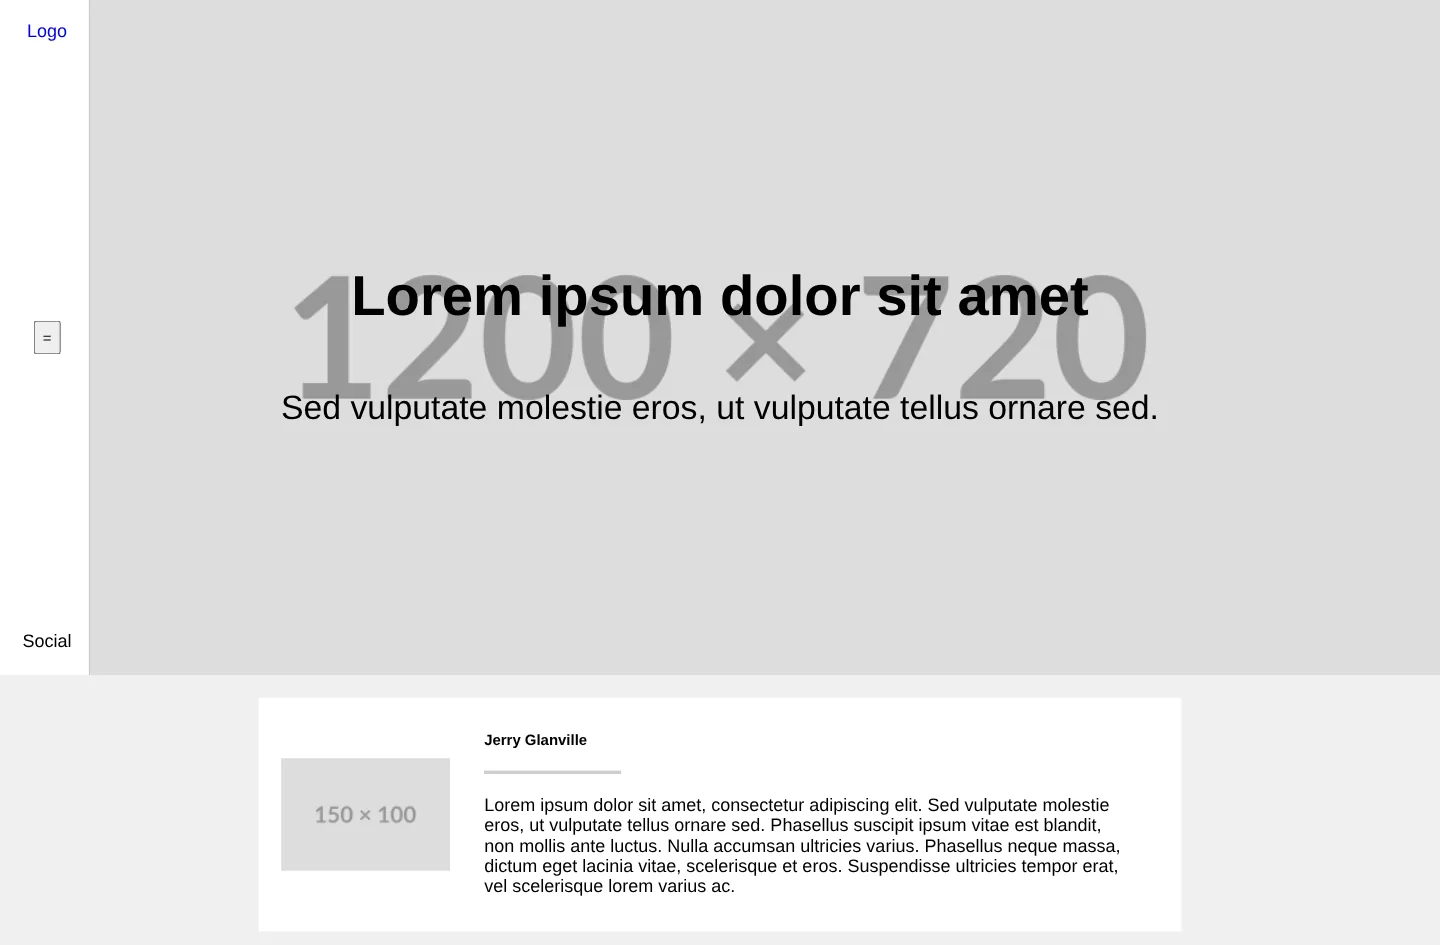 Logo
1200 × 720
Lorem ipsum dolor sit amet
Sed vulputate molestie eros, ut vulputate tellus ornare sed.
=
Social
Jerry Glanville
150 × 100
Lorem ipsum dolor sit amet, consectetur adipiscing elit. Sed vulputate molestie
eros, ut vulputate tellus ornare sed. Phasellus suscipit ipsum vitae est blandit,
non mollis ante luctus. Nulla accumsan ultricies varius. Phasellus neque massa,
dictum eget lacinia vitae, scelerisque et eros. Suspendisse ultricies tempor erat,
vel scelerisque lorem varius ac.